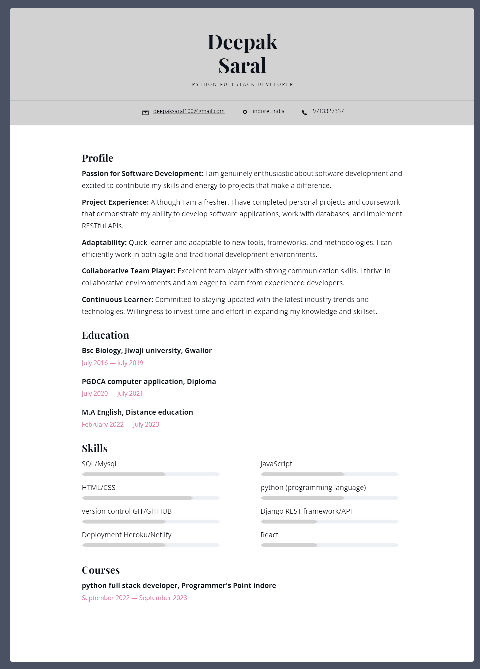 Deepak
Saral
PYTHON FULLSTACK DEVELOPER
Indore India
Profile
Passion for Software Development: I am genuinely enthusiastic about software development and
excited to contribute my skills and energy to projects that make a difference.
Project Experience: Although I am a fresher, I have completed personal projects and coursework
that demonstrate my ability to develop software applications, work with databases, and implement
RESTful APIs.
Adaptability: Quick learner and adaptable to new tools, frameworks, and methodologies. I can
efficiently work in both agile and traditional development environments.
Collaborative Team Player: Excellent team player with strong communication skills. I thrive in
collaborative environments and am eager to learn from experienced developers.
Continuous Learner: Committed to staying updated with the latest industry trends and
technologies. Willingness to invest time and effort in expanding my knowledge and skillset.
Education
Bsc Biology, Jiwaji university, Gwalior
July 2016 — July 2019
PGDCA computer application, Diploma
July 2020 — July 2021
M.A English, Distance education
February 2022 — July 2023
Skills
SQL/Mysql
JavaScript
HTML/CSS
python (programming language)
version control GIT/GITHUB
Django REST framework/API
Deployment Heroku/Netlify
React
Courses
python full stack developer, Programmer's Point Indore
September 2022 — September 2023